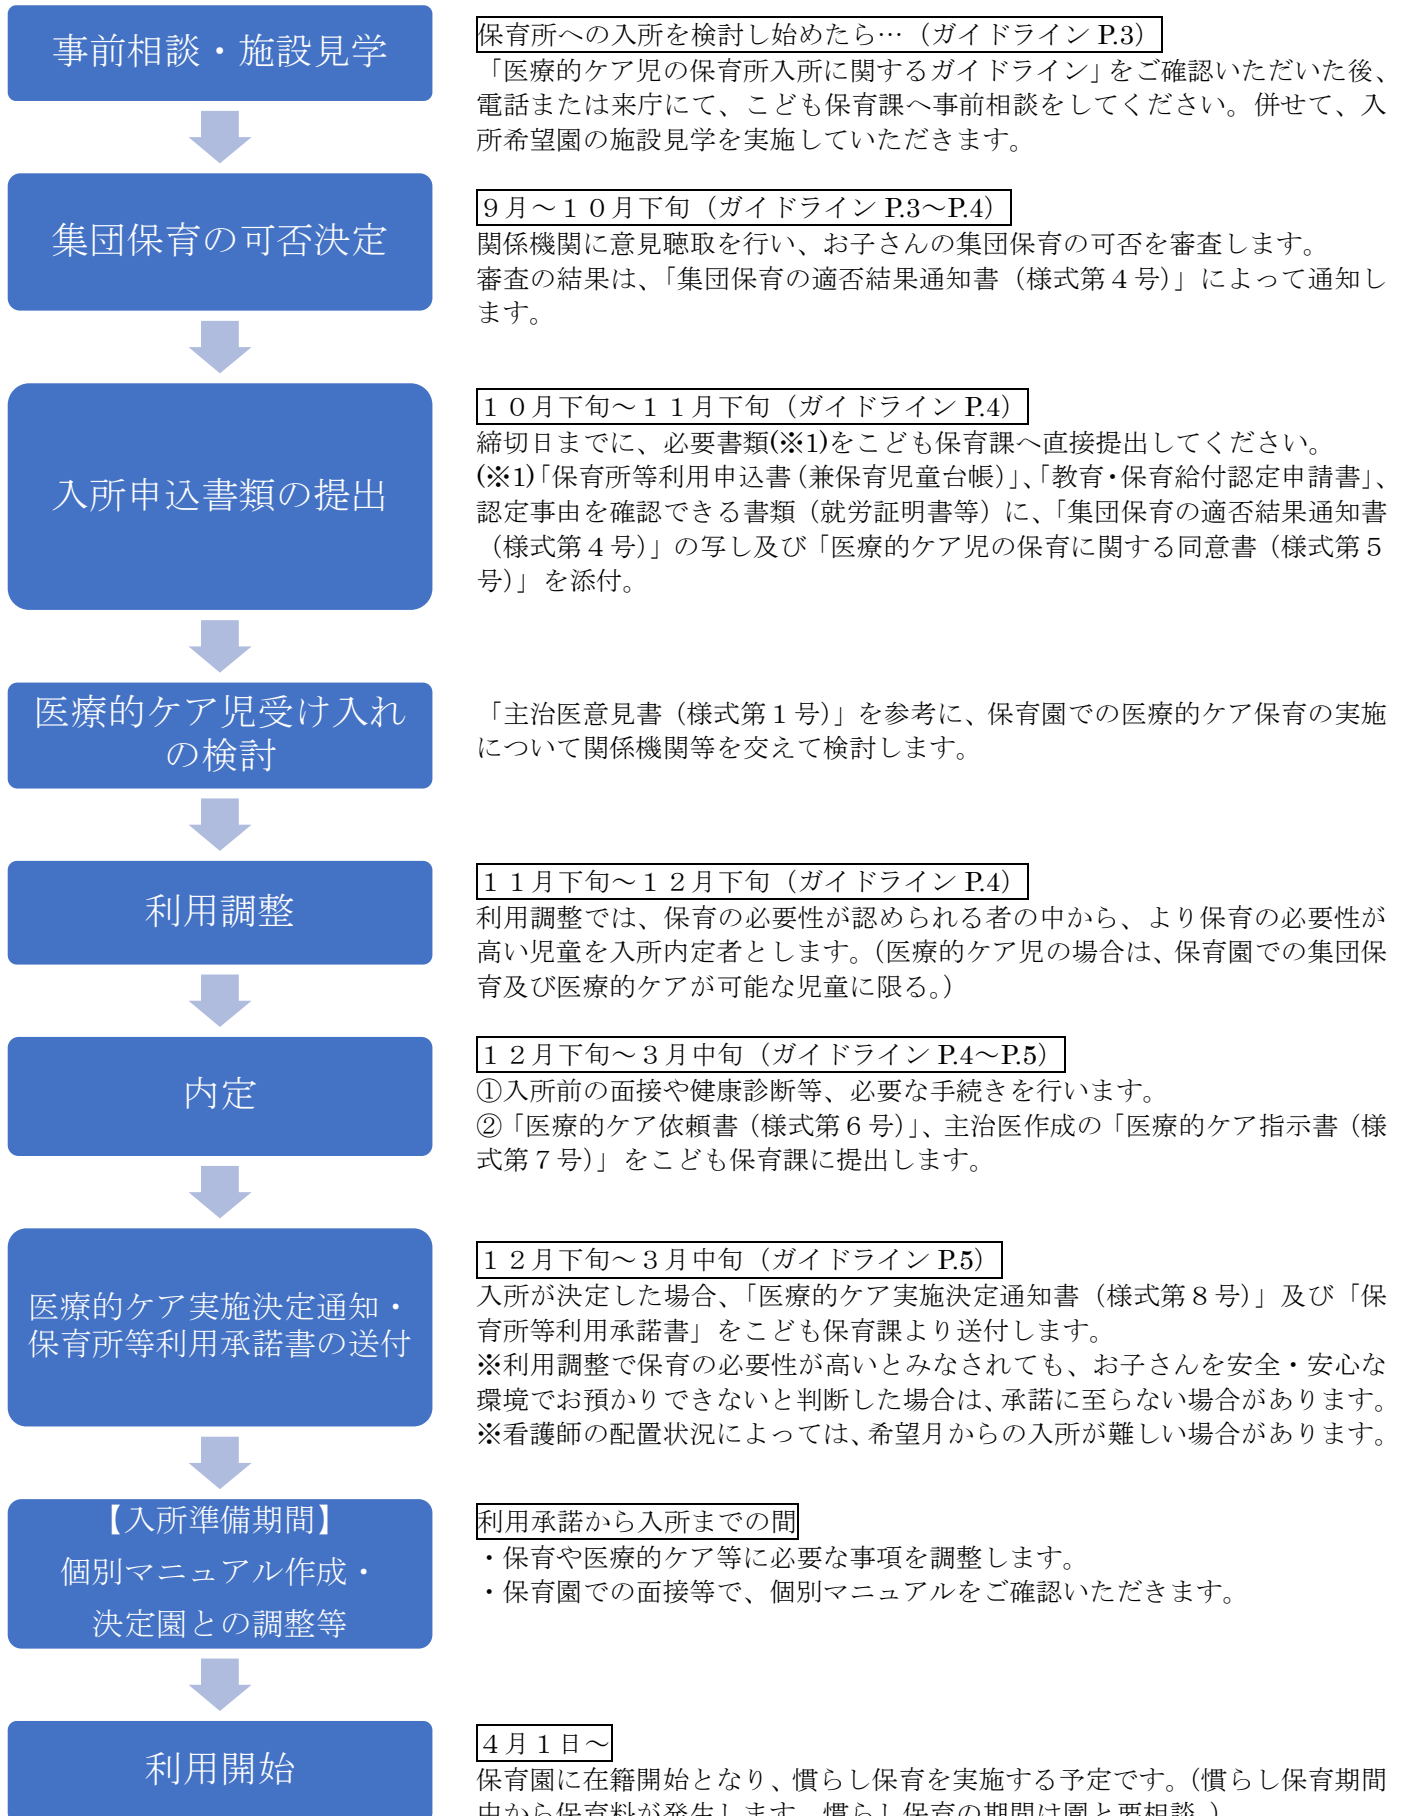 事前相談・施設見学
保育所への入所を検討し始めたら…（ガイドライン P.3）
「医療的ケア児の保育所入所に関するガイドライン」をご確認いただいた後、
電話または来庁にて、こども保育課へ事前相談をしてください。併せて、入
所希望園の施設見学を実施していただきます。
集団保育の可否決定
９月～１０月下旬（ガイドライン P.3～P.4）
関係機関に意見聴取を行い、お子さんの集団保育の可否を審査します。
審査の結果は、「集団保育の適否結果通知書（様式第４号）」によって通知し
ます。
入所申込書類の提出
１０月下旬～１１月下旬（ガイドライン P.4）
締切日までに、必要書類(※1)をこども保育課へ直接提出してください。
(※1)「保育所等利用申込書（兼保育児童台帳）」、「教育・保育給付認定申請書」、
認定事由を確認できる書類（就労証明書等）に、「集団保育の適否結果通知書
（様式第４号）」の写し及び「医療的ケア児の保育に関する同意書（様式第５
号）」を添付。
医療的ケア児受け入れ
の検討
「主治医意見書（様式第１号）」を参考に、保育園での医療的ケア保育の実施
について関係機関等を交えて検討します。
利用調整
１１月下旬～１２月下旬（ガイドライン P.4）
利用調整では、保育の必要性が認められる者の中から、より保育の必要性が
高い児童を入所内定者とします。（医療的ケア児の場合は、保育園での集団保
育及び医療的ケアが可能な児童に限る。）
内定
１２月下旬～３月中旬（ガイドライン P.4～P.5）
①入所前の面接や健康診断等、必要な手続きを行います。
②「医療的ケア依頼書（様式第６号）」、主治医作成の「医療的ケア指示書（様
式第７号）」をこども保育課に提出します。
医療的ケア実施決定通知・
保育所等利用承諾書の送付
１２月下旬～３月中旬（ガイドライン P.5）
入所が決定した場合、「医療的ケア実施決定通知書（様式第８号）」及び「保
育所等利用承諾書」をこども保育課より送付します。
※利用調整で保育の必要性が高いとみなされても、お子さんを安全・安心な
環境でお預かりできないと判断した場合は、承諾に至らない場合があります。
※看護師の配置状況によっては、希望月からの入所が難しい場合があります。
【入所準備期間】
個別マニュアル作成・
決定園との調整等
利用承諾から入所までの間
・保育や医療的ケア等に必要な事項を調整します。
・保育園での面接等で、個別マニュアルをご確認いただきます。
利用開始
４月１日～
保育園に在籍開始となり、慣らし保育を実施する予定です。（慣らし保育期間
中から保育料が発生します。慣らし保育の期間は園と要相談。）